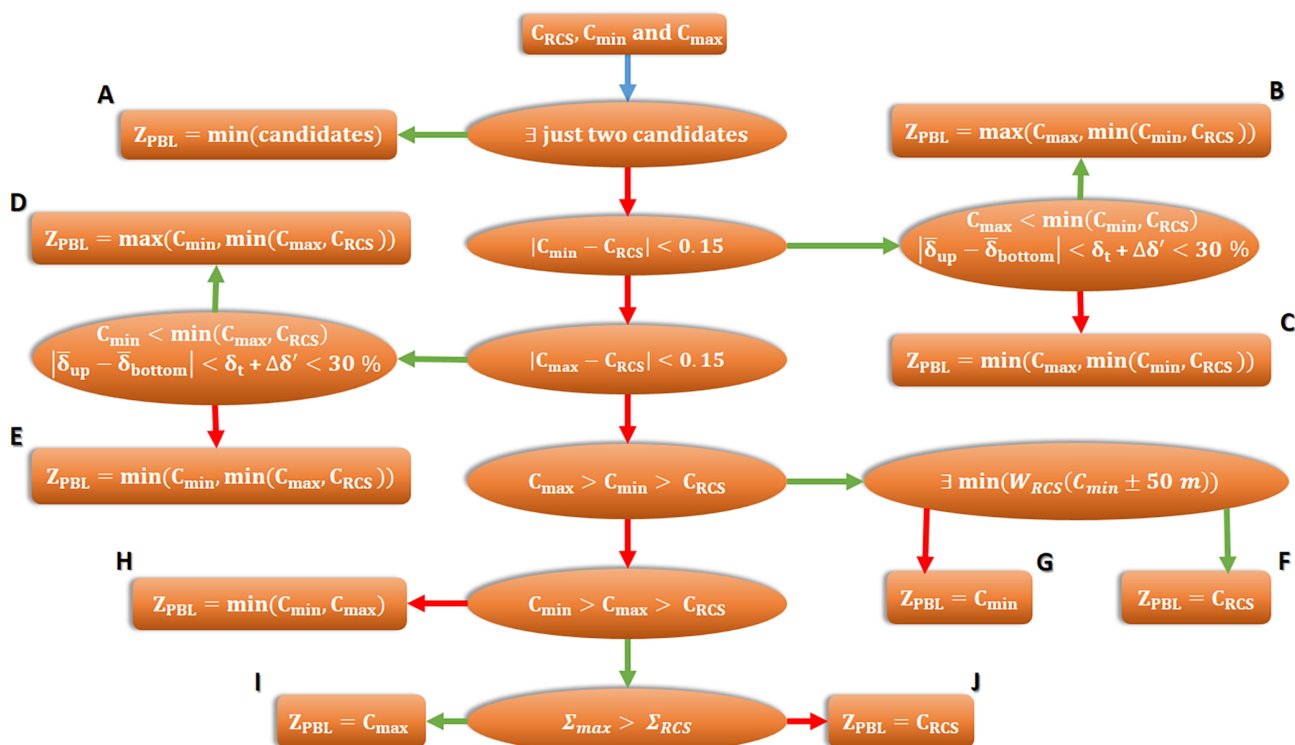 C_RCS, C_min and C_max
A
Z_PBL = min(candidates)
∃ just two candidates
B
Z_PBL = max(C_max, min(C_min, C_RCS))
D
Z_PBL = max(C_min, min(C_max, C_RCS))
|C_min − C_RCS| < 0.15
C_max < min(C_min, C_RCS)
|δ̅_up − δ̅_bottom| < δ_t + Δδ′ < 30 %
C_min < min(C_max, C_RCS)
|δ̅_up − δ̅_bottom| < δ_t + Δδ′ < 30 %
|C_max − C_RCS| < 0.15
C
Z_PBL = min(C_max, min(C_min, C_RCS))
E
Z_PBL = min(C_min, min(C_max, C_RCS))
C_max > C_min > C_RCS
∃ min(W_RCS(C_min ± 50 m))
H
Z_PBL = min(C_min, C_max)
C_min > C_max > C_RCS
G
Z_PBL = C_min
F
Z_PBL = C_RCS
I
Z_PBL = C_max
Σ_max > Σ_RCS
J
Z_PBL = C_RCS